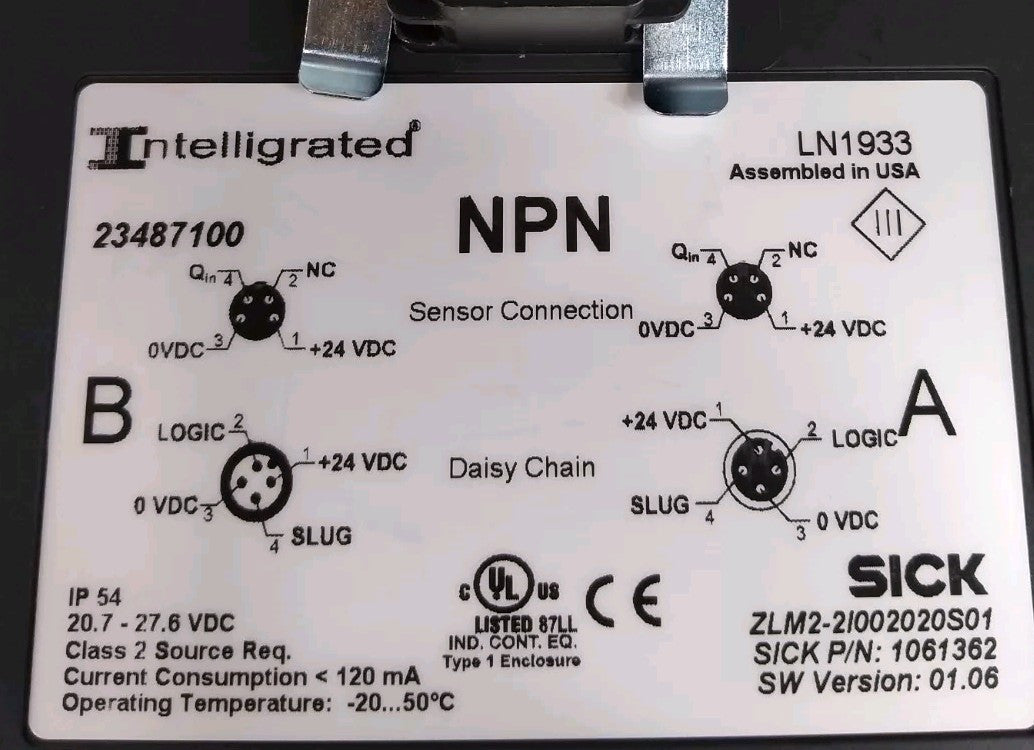 Intelligrated®
LN1933
Assembled in USA
23487100
NPN
III
Qin 4
2 NC
0VDC 3
1 +24 VDC
Sensor Connection
Qin 4
2 NC
0VDC 3
1 +24 VDC
B
A
LOGIC 2
1 +24 VDC
0 VDC 3
4 SLUG
Daisy Chain
+24 VDC 1
2 LOGIC
SLUG 4
3 0 VDC
IP 54
20.7 - 27.6 VDC
Class 2 Source Req.
Current Consumption < 120 mA
Operating Temperature: -20...50°C
C UL US
LISTED 87LL
IND. CONT. EQ.
Type 1 Enclosure
CE
SICK
ZLM2-2I002020S01
SICK P/N: 1061362
SW Version: 01.06